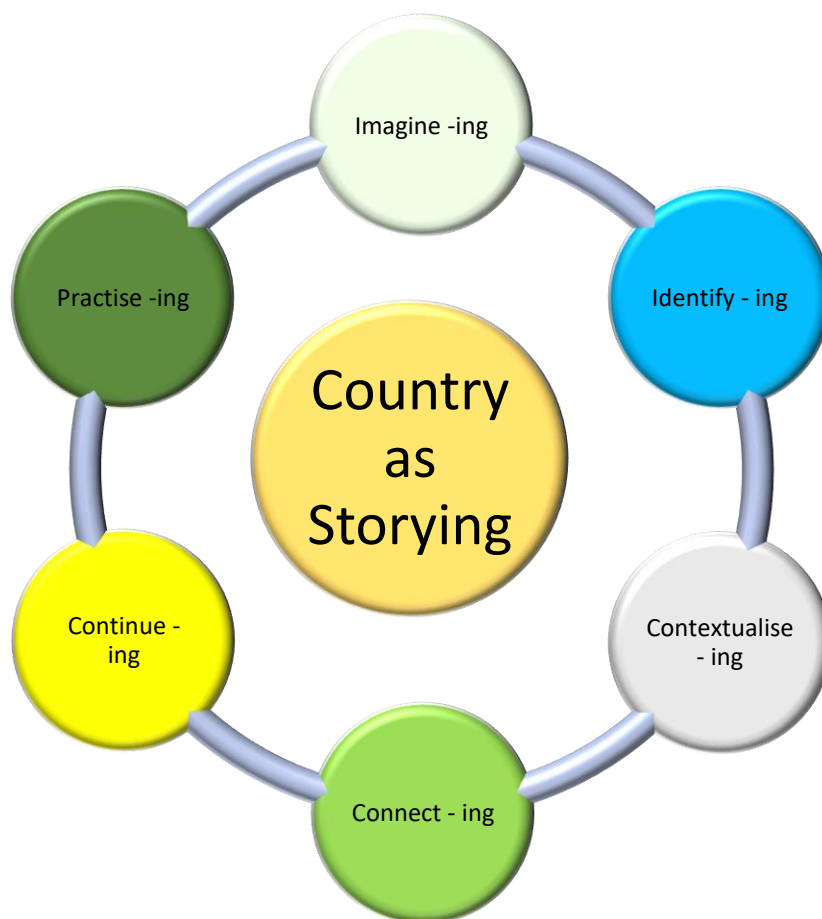 Imagine -ing
Identify - ing
Contextualise
- ing
Connect - ing
Continue -
ing
Practise -ing
Country
as
Storying